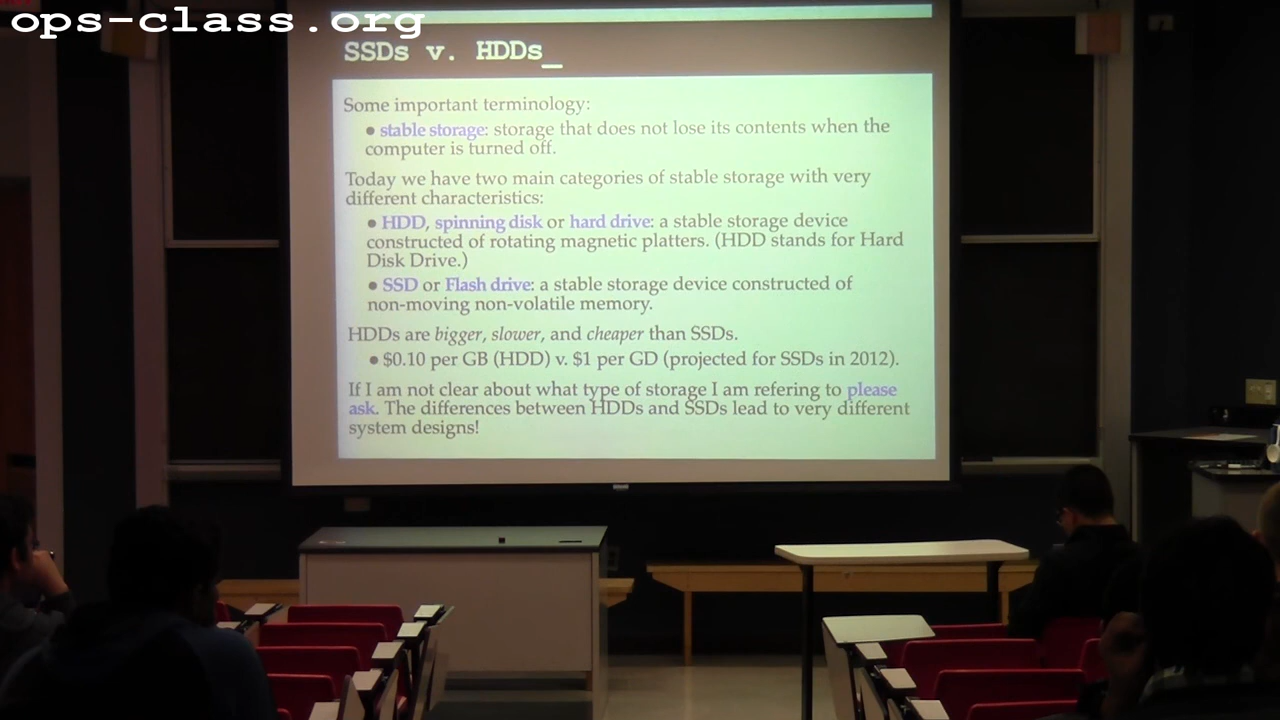 ops-class.org
SSDs v. HDDs_
Some important terminology:
● stable storage: storage that does not lose its contents when the
computer is turned off.
Today we have two main categories of stable storage with very
different characteristics:
● HDD, spinning disk or hard drive: a stable storage device
constructed of rotating magnetic platters. (HDD stands for Hard
Disk Drive.)
● SSD or Flash drive: a stable storage device constructed of
non-moving non-volatile memory.
HDDs are bigger, slower, and cheaper than SSDs.
● $0.10 per GB (HDD) v. $1 per GD (projected for SSDs in 2012).
If I am not clear about what type of storage I am refering to please
ask. The differences between HDDs and SSDs lead to very different
system designs!